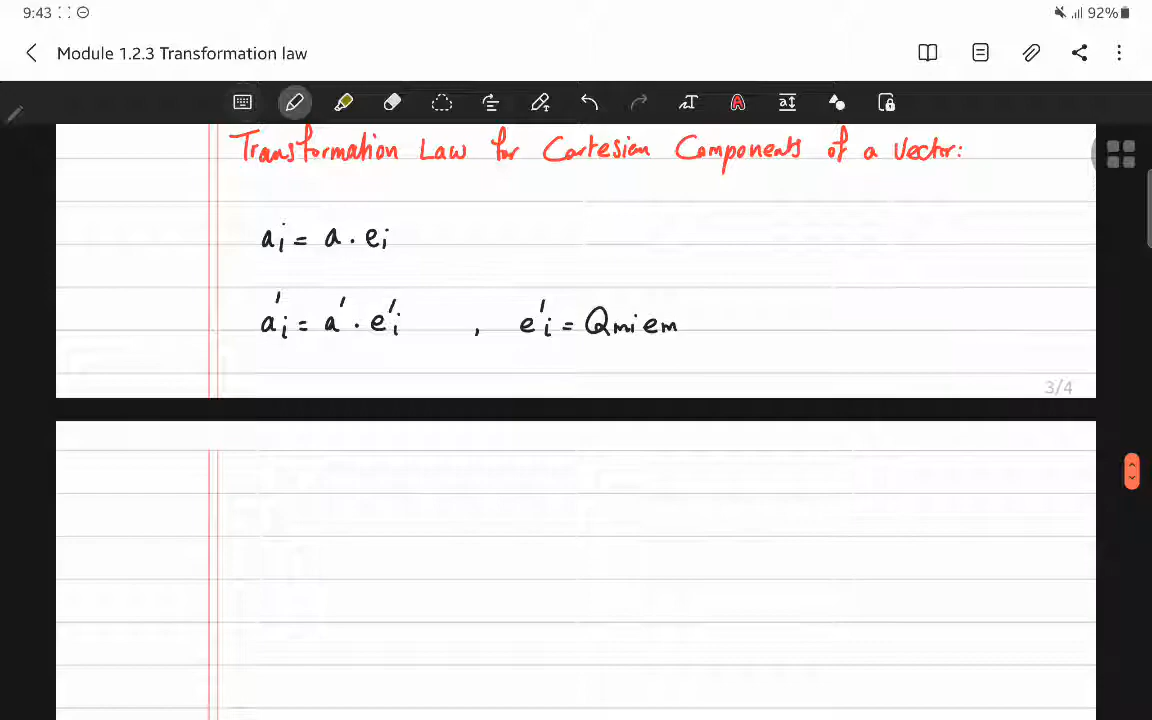 9:43 92%
Module 1.2.3 Transformation law
Transformation Law for Cartesian Components of a Vector:
aᵢ = a · eᵢ
a'ᵢ = a' · e'ᵢ , e'ᵢ = Qₘᵢ eₘ
3/4